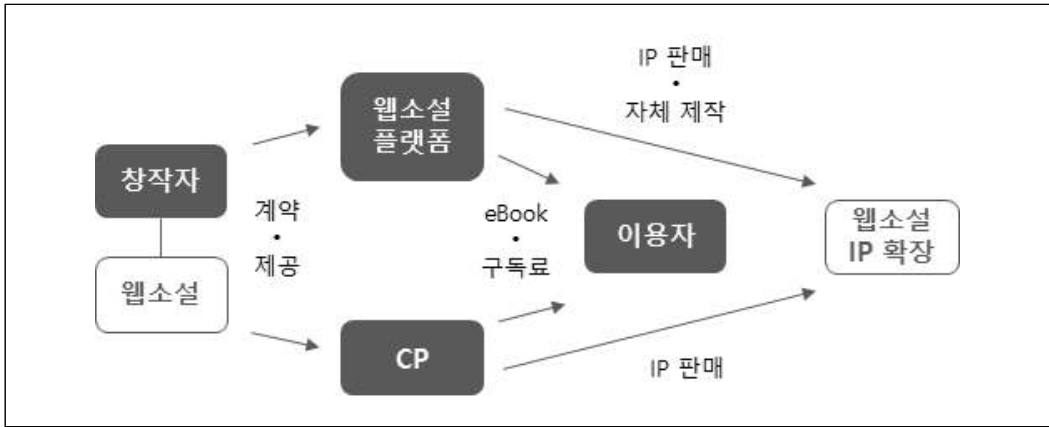 창작자
웹소설
계약
•
제공
웹소설
플랫폼
CP
eBook
•
구독료
이용자
IP 판매
•
자체 제작
IP 판매
웹소설
IP 확장